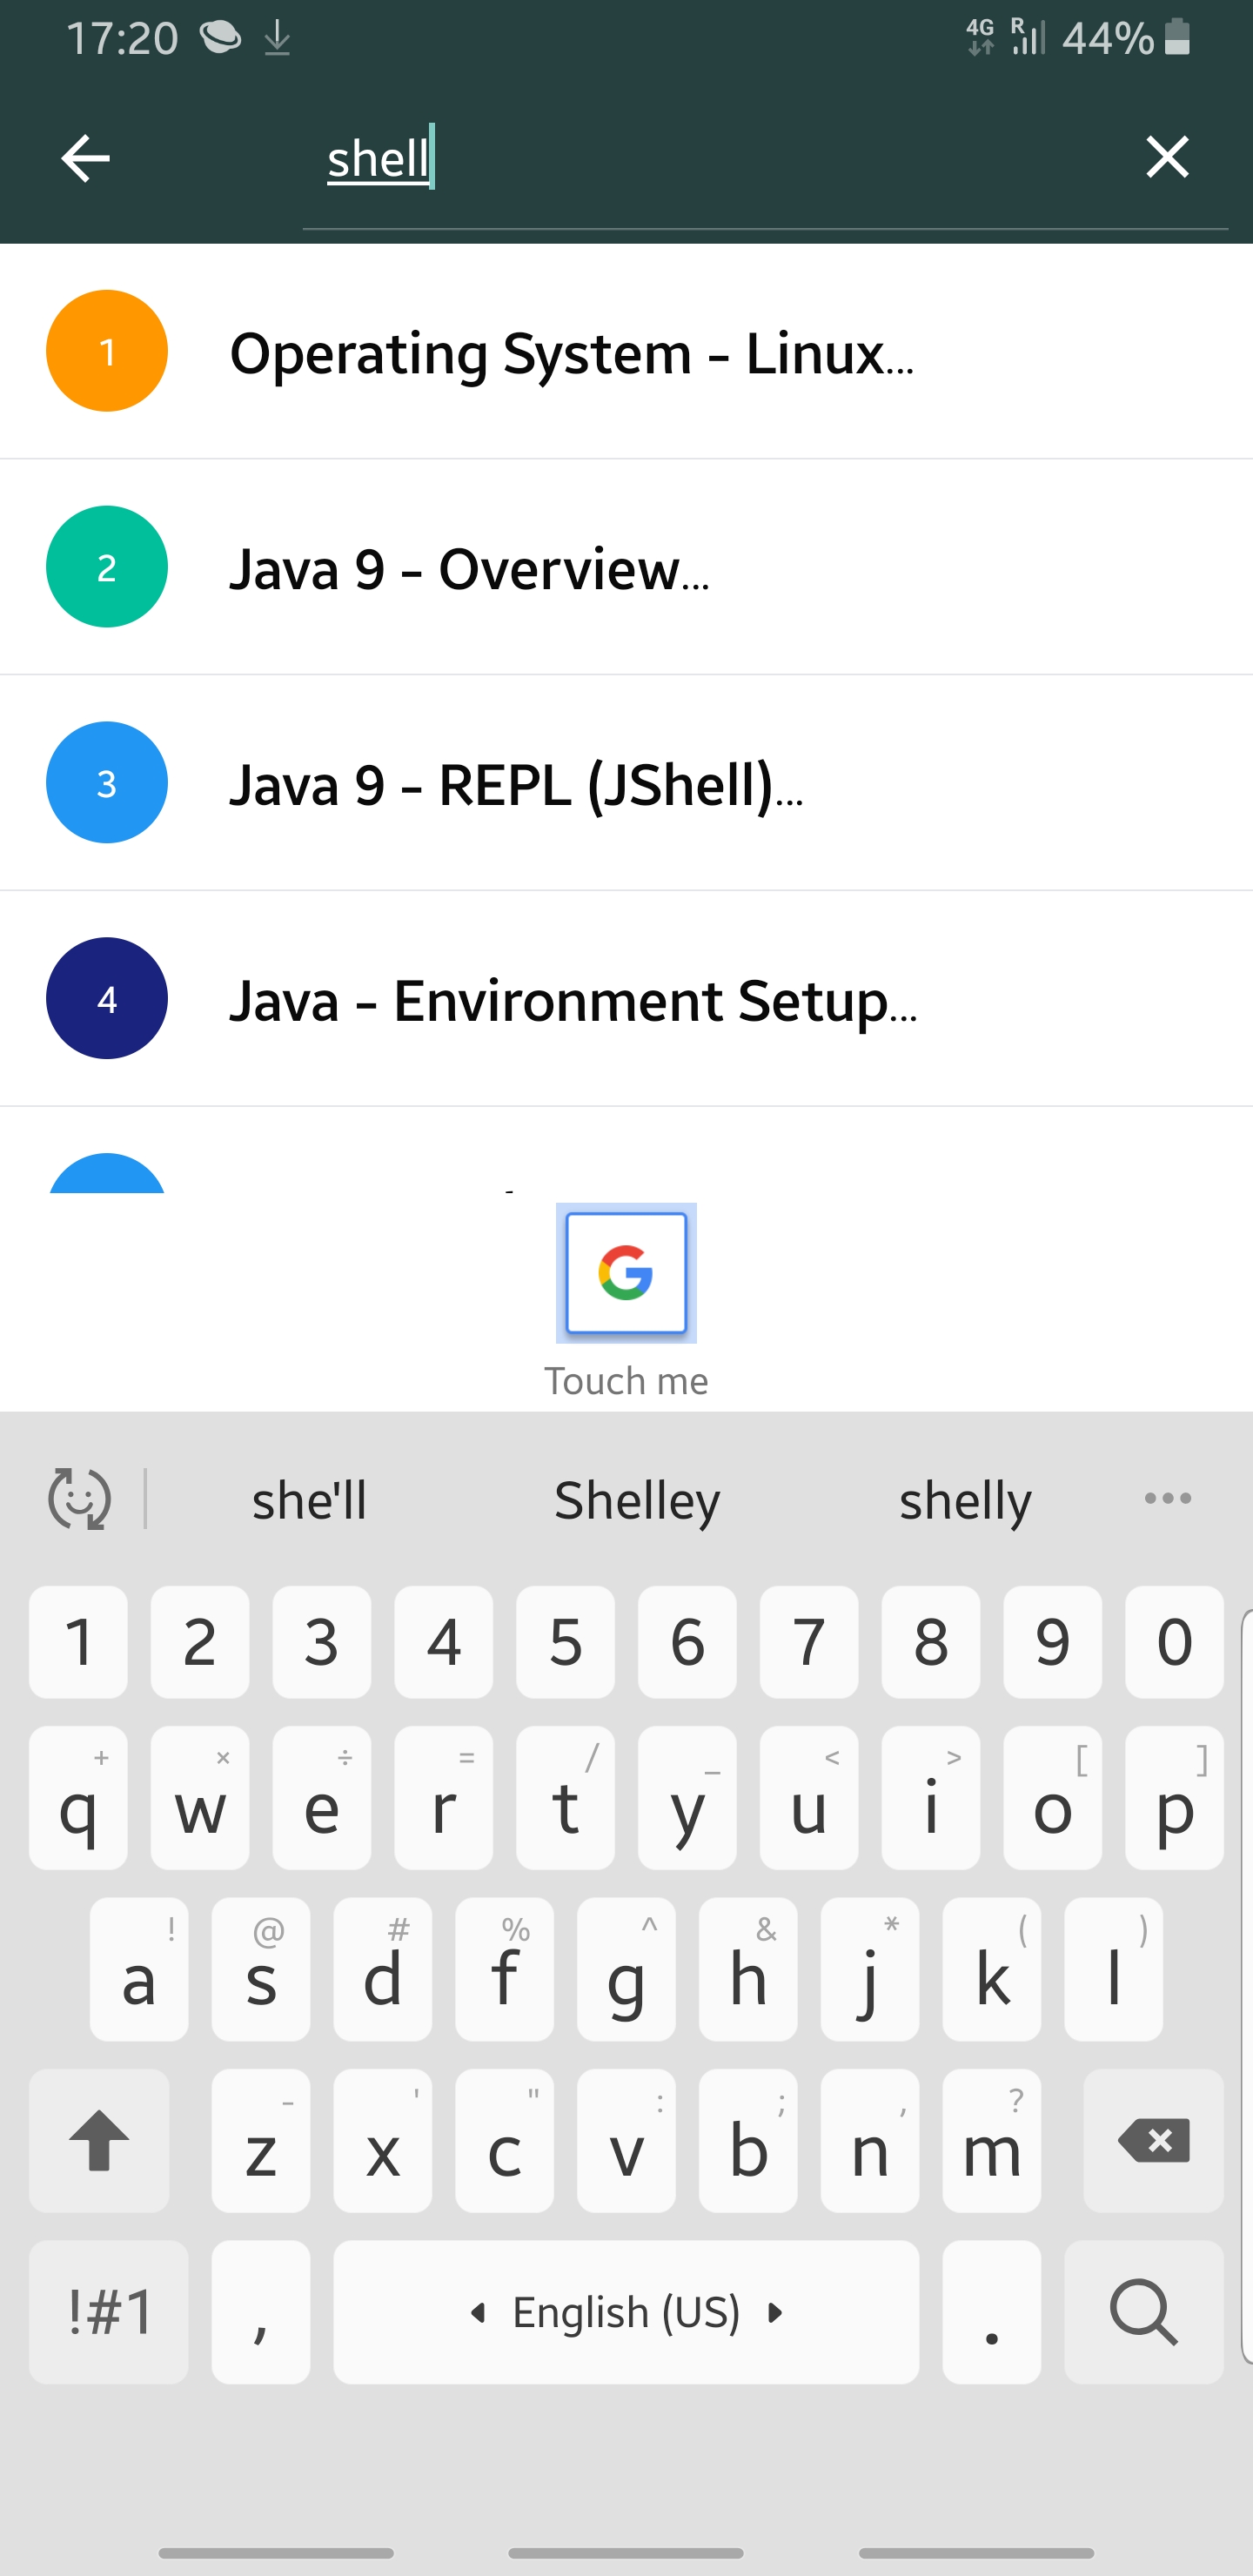 17:20 4G R 44%
shell
1 Operating System - Linux...
2 Java 9 - Overview...
3 Java 9 - REPL (JShell)...
4 Java - Environment Setup...
G
Touch me
she'll Shelley shelly
1 2 3 4 5 6 7 8 9 0
+ × ÷ = / _ < > [ ]
q w e r t y u i o p
! @ # % ^ & * ( )
a s d f g h j k l
- ' " : ; , ?
z x c v b n m
!#1 , English (US) .